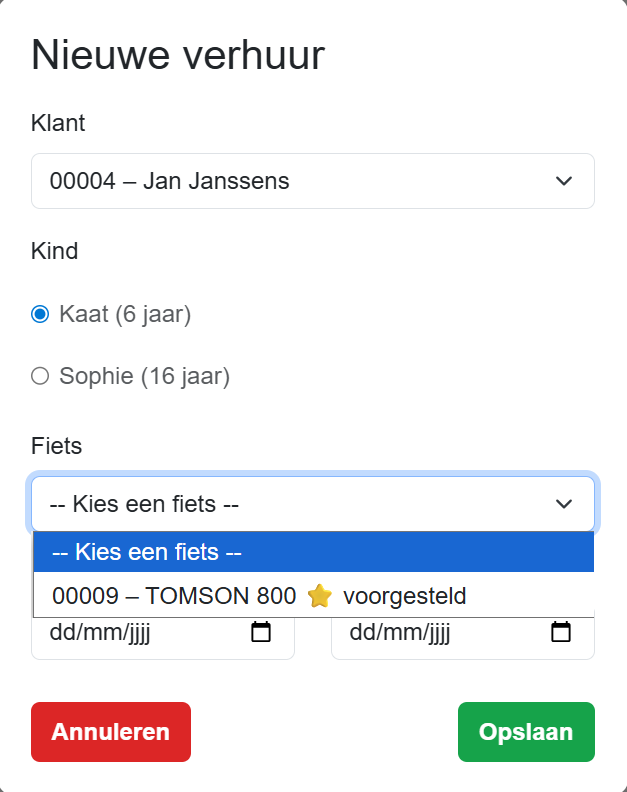 Nieuwe verhuur
Klant
00004 – Jan Janssens
Kind
Kaat (6 jaar)
Sophie (16 jaar)
Fiets
-- Kies een fiets --
-- Kies een fiets --
00009 – TOMSON 800 ⭐ voorgesteld
dd/mm/jjjj dd/mm/jjjj
Annuleren Opslaan